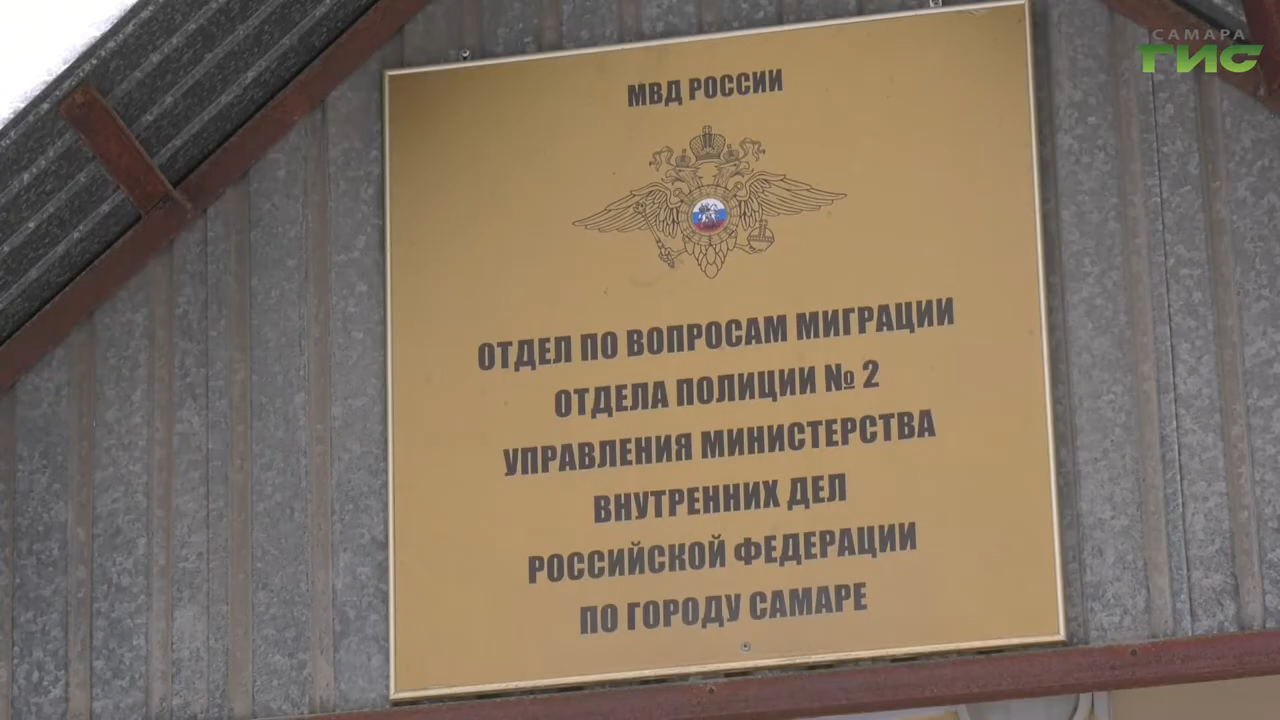 САМАРА
ГИС
МВД РОССИИ
ОТДЕЛ ПО ВОПРОСАМ МИГРАЦИИ
ОТДЕЛА ПОЛИЦИИ № 2
УПРАВЛЕНИЯ МИНИСТЕРСТВА
ВНУТРЕННИХ ДЕЛ
РОССИЙСКОЙ ФЕДЕРАЦИИ
ПО ГОРОДУ САМАРЕ